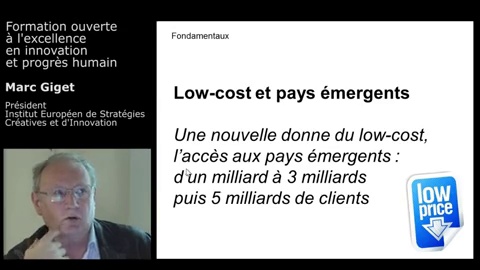 Formation ouverte
à l'excellence
en innovation
et progrès humain
Marc Giget
Président
Institut Européen de Stratégies
Créatives et d'Innovation
Fondamentaux
Low-cost et pays émergents
Une nouvelle donne du low-cost,
l'accès aux pays émergents :
d'un milliard à 3 milliards
puis 5 milliards de clients
low
price